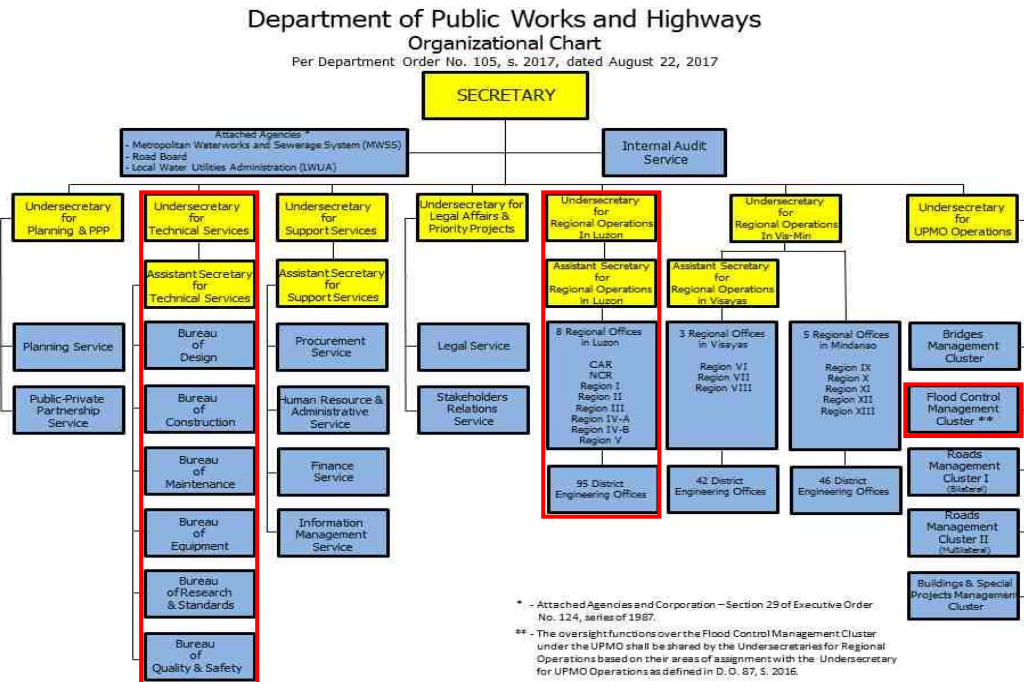 Department of Public Works and Highways
Organizational Chart
Per Department Order No. 105, s. 2017, dated August 22, 2017
SECRETARY
Attached Agencies *
- Metropolitan Waterworks and Sewerage System (MWSS)
- Road Board
- Local Water Utilities Administration (LWUA)
Internal Audit
Service
Undersecretary
for
Planning & PPP
Undersecretary
for
Technical Services
Undersecretary
for
Support Services
Undersecretary for
Legal Affairs &
Priority Projects
Undersecretary
for
Regional Operations
In Luzon
Undersecretary
for
Regional Operations
In Vis-Min
Undersecretary
for
UPMO Operations
Assistant Secretary
for
Technical Services
Assistant Secretary
for
Support Services
Assistant Secretary
for
Regional Operations
in Luzon
Assistant Secretary
for
Regional Operations
in Visayas
Planning Service
Public-Private
Partnership
Service
Bureau
of
Design
Bureau
of
Construction
Bureau
of
Maintenance
Bureau
of
Equipment
Bureau
of Research
& Standards
Bureau
of
Quality & Safety
Procurement
Service
Human Resource &
Administrative
Service
Finance
Service
Information
Management
Service
Legal Service
Stakeholders
Relations
Service
8 Regional Offices
in Luzon
CAR
NCR
Region I
Region II
Region III
Region IV-A
Region IV-B
Region V
95 District
Engineering Offices
3 Regional Offices
in Visayas
Region VI
Region VII
Region VIII
42 District
Engineering Offices
5 Regional Offices
in Mindanao
Region IX
Region X
Region XI
Region XII
Region XIII
46 District
Engineering Offices
Bridges
Management
Cluster
Flood Control
Management
Cluster **
Roads
Management
Cluster I
(Bilateral)
Roads
Management
Cluster II
(Multilateral)
Buildings & Special
Projects Management
Cluster
* - Attached Agencies and Corporation – Section 29 of Executive Order
No. 124, series of 1987.
** - The oversight functions over the Flood Control Management Cluster
under the UPMO shall be shared by the Undersecretaries for Regional
Operations based on their areas of assignment with the Undersecretary
for UPMO Operations as defined in D.O. 87, S. 2016.